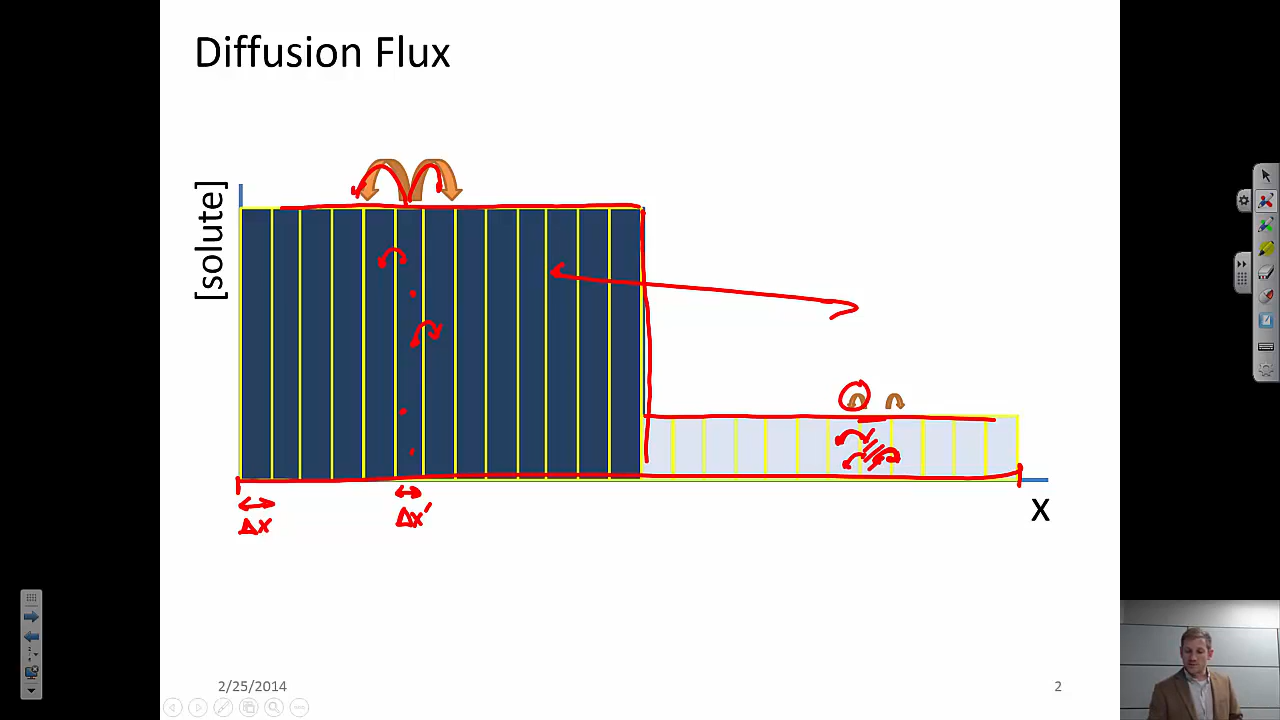 Diffusion Flux
[solute]
x
Δx
Δx'
2/25/2014
2